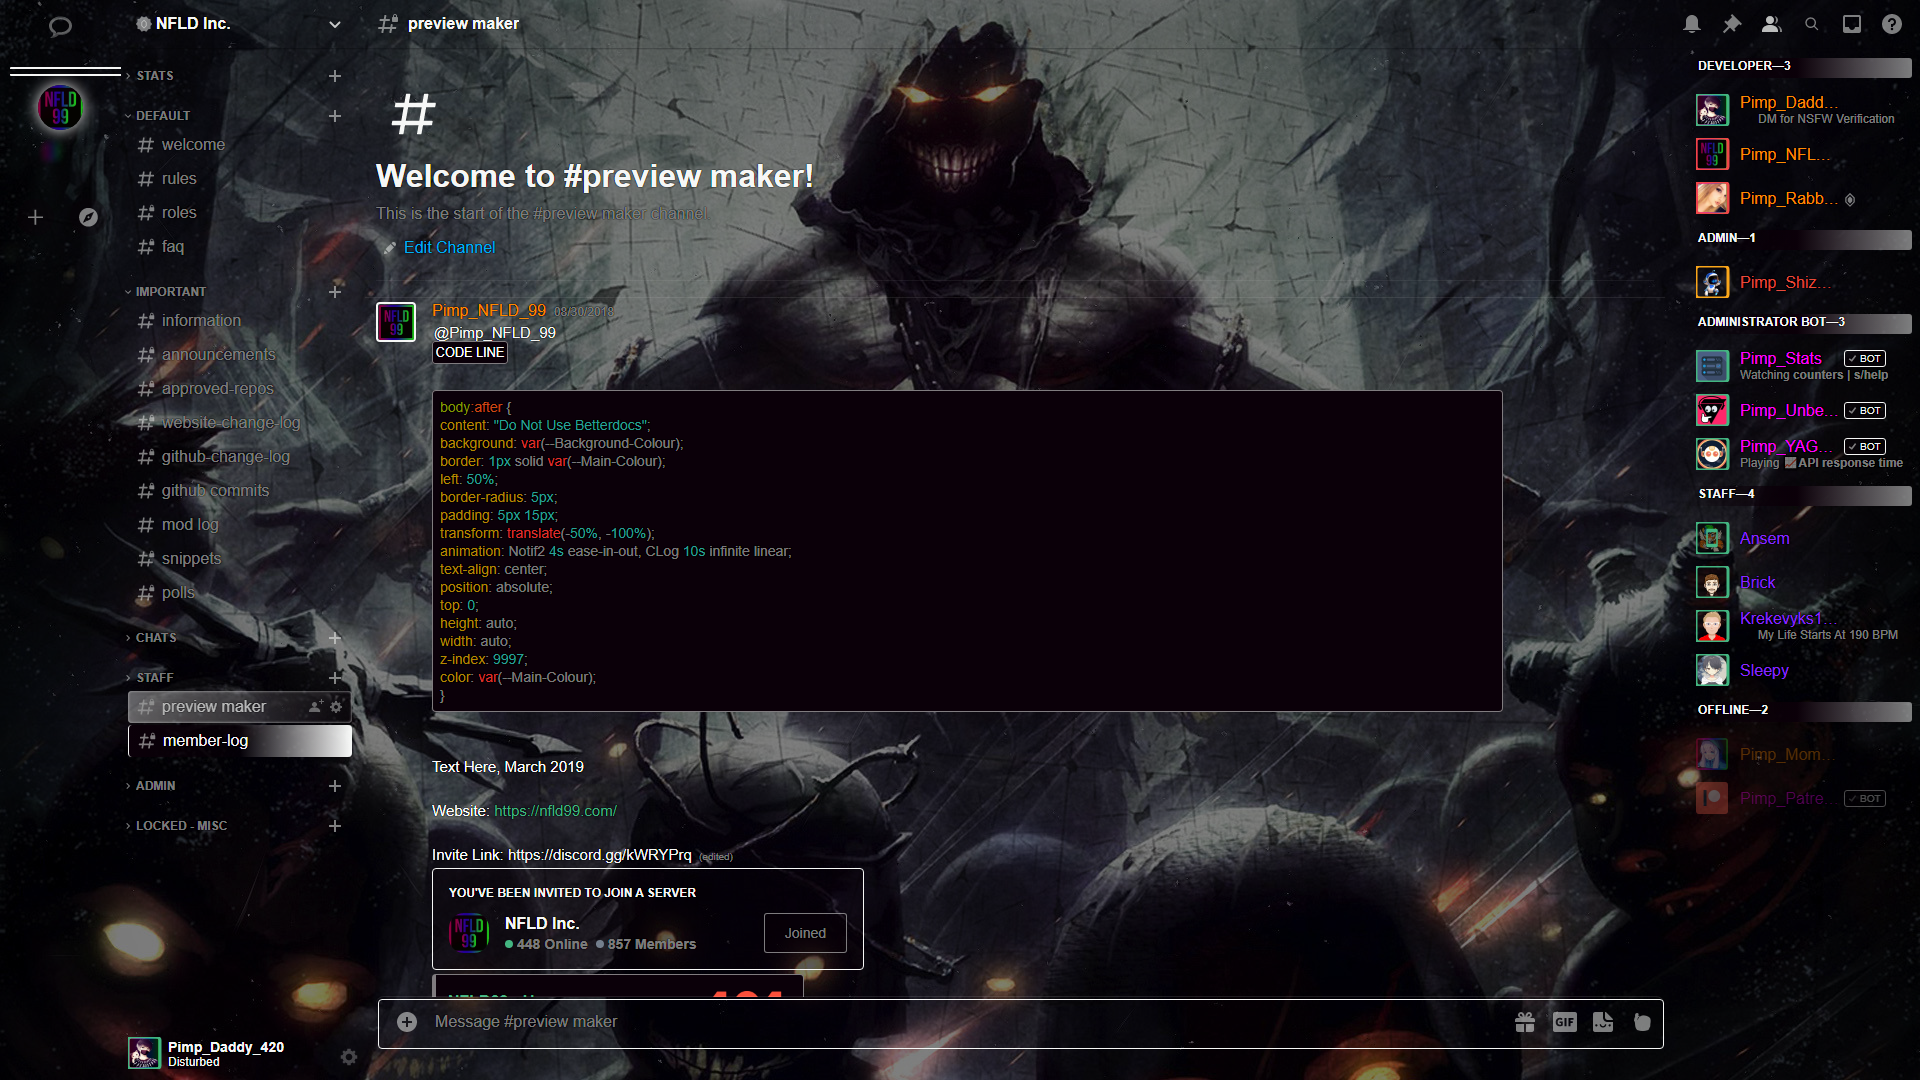 NFLD Inc.
preview maker
STATS
NFLD
99
DEFAULT
welcome
rules
roles
faq
IMPORTANT
information
announcements
approved-repos
website-change-log
github-change-log
github commits
mod log
snippets
polls
CHATS
STAFF
preview maker
member-log
ADMIN
LOCKED - MISC
Pimp_Daddy_420
Disturbed
#
Welcome to #preview maker!
This is the start of the #preview maker channel.
Edit Channel
NFLD
99
Pimp_NFLD_99 08/30/2018
@Pimp_NFLD_99
CODE LINE
body:after {
content: "Do Not Use Betterdocs";
background: var(--Background-Colour);
border: 1px solid var(--Main-Colour);
left: 50%;
border-radius: 5px;
padding: 5px 15px;
transform: translate(-50%, -100%);
animation: Notif2 4s ease-in-out, CLog 10s infinite linear;
text-align: center;
position: absolute;
top: 0;
height: auto;
width: auto;
z-index: 9997;
color: var(--Main-Colour);
}
Text Here, March 2019
Website: https://nfld99.com/
Invite Link: https://discord.gg/kWRYPrq (edited)
YOU'VE BEEN INVITED TO JOIN A SERVER
NFLD
99
NFLD Inc.
448 Online 857 Members
Joined
Message #preview maker
GIF
DEVELOPER—3
Pimp_Dadd...
DM for NSFW Verification
NFLD
99
Pimp_NFL...
Pimp_Rabb...
ADMIN—1
Pimp_Shiz...
ADMINISTRATOR BOT—3
Pimp_Stats ✓ BOT
Watching counters | s/help
Pimp_Unbe... ✓ BOT
Pimp_YAG... ✓ BOT
Playing API response time
STAFF—4
Ansem
Brick
Krekevyks1...
My Life Starts At 190 BPM
Sleepy
OFFLINE—2
Pimp_Mom...
Pimp_Patre... ✓ BOT